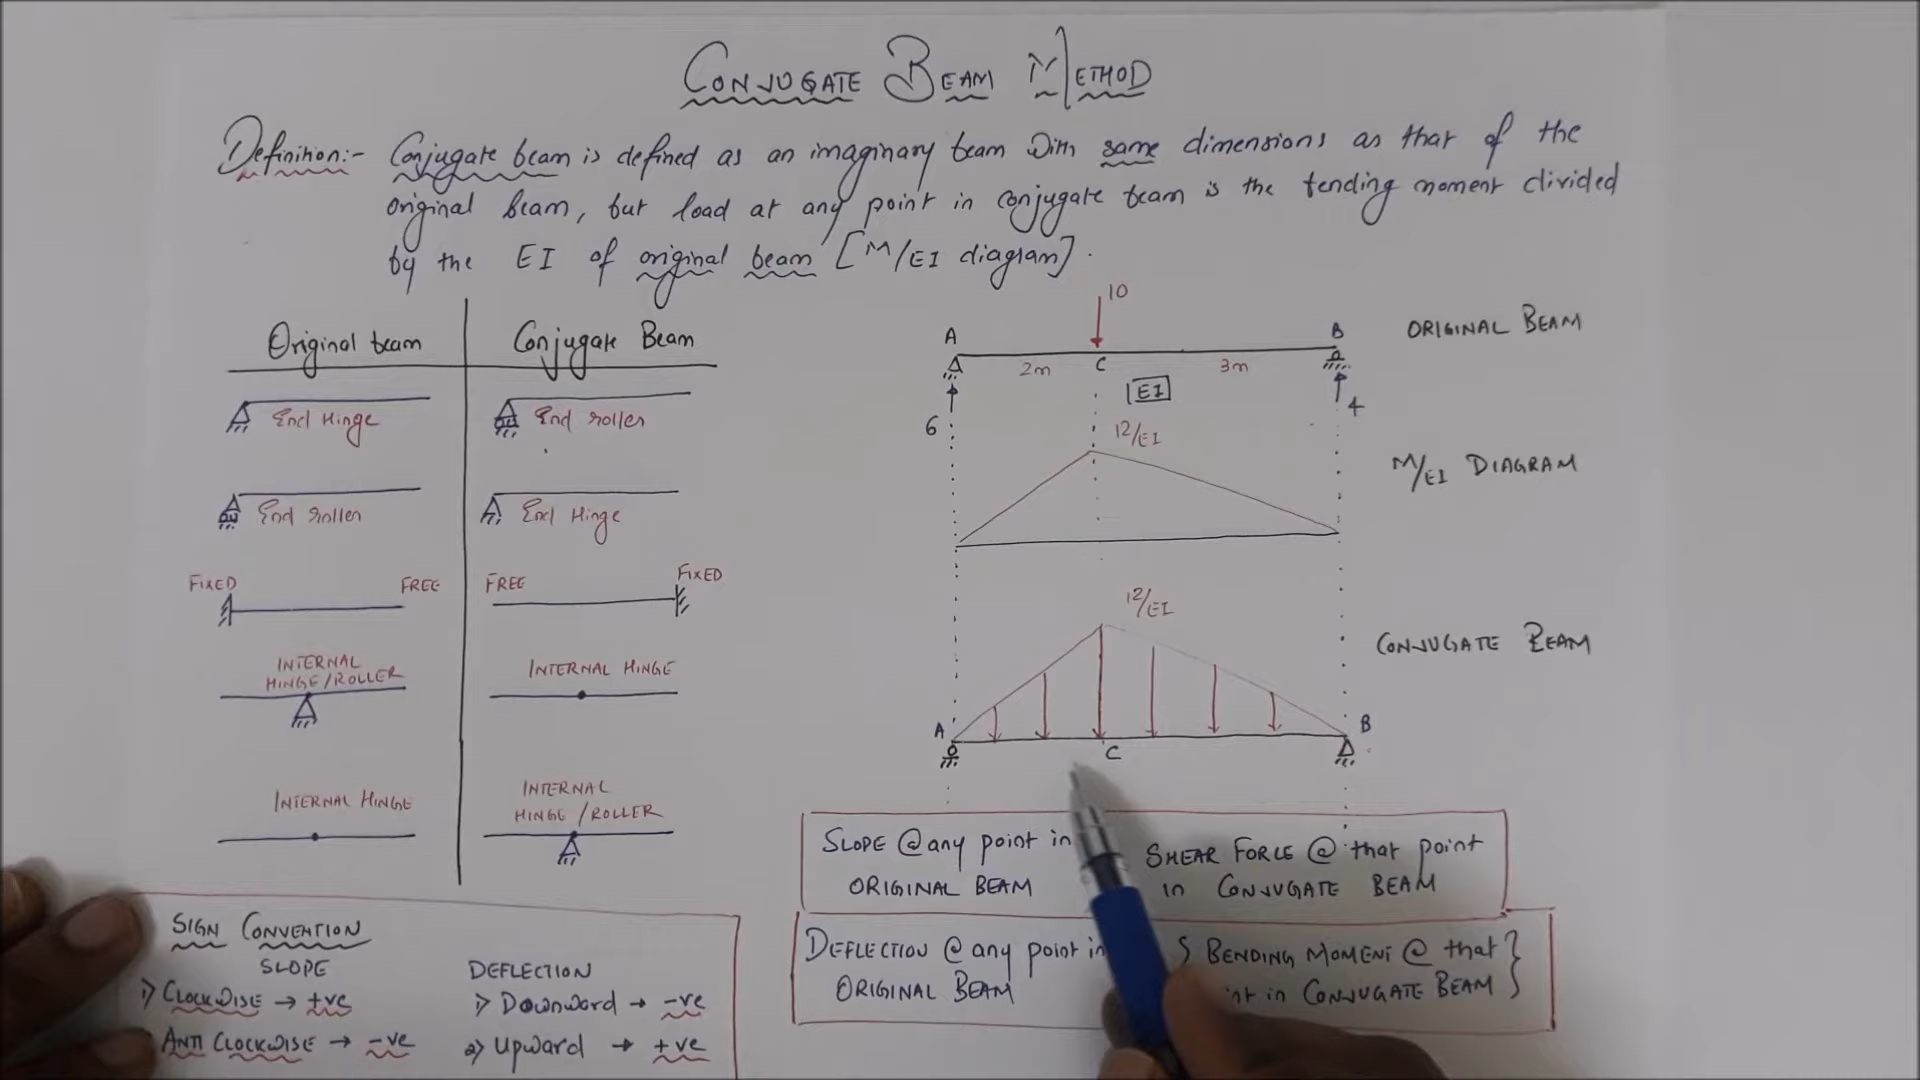 CONJUGATE BEAM METHOD
Definition:- Conjugate beam is defined as an imaginary beam with same dimensions as that of the
original beam, but load at any point in conjugate beam is the bending moment divided
by the EI of original beam [M/EI diagram].
Original beam
Conjugate Beam
End Hinge
End roller
End roller
End Hinge
FIXED
FREE
FREE
FIXED
INTERNAL
HINGE/ROLLER
INTERNAL HINGE
INTERNAL HINGE
INTERNAL
HINGE/ROLLER
10
A
B
ORIGINAL BEAM
2m
C
3m
EI
6
4
12/EI
M/EI DIAGRAM
12/EI
CONJUGATE BEAM
A
B
C
SLOPE @ any point in
ORIGINAL BEAM
SHEAR FORCE @ that point
in CONJUGATE BEAM
DEFLECTION @ any point in
ORIGINAL BEAM
BENDING MOMENT @ that
in CONJUGATE BEAM
SIGN CONVENTION
SLOPE
1) CLOCKWISE → +ve
ANTI CLOCKWISE → -ve
DEFLECTION
1) Downward → -ve
2) Upward → +ve